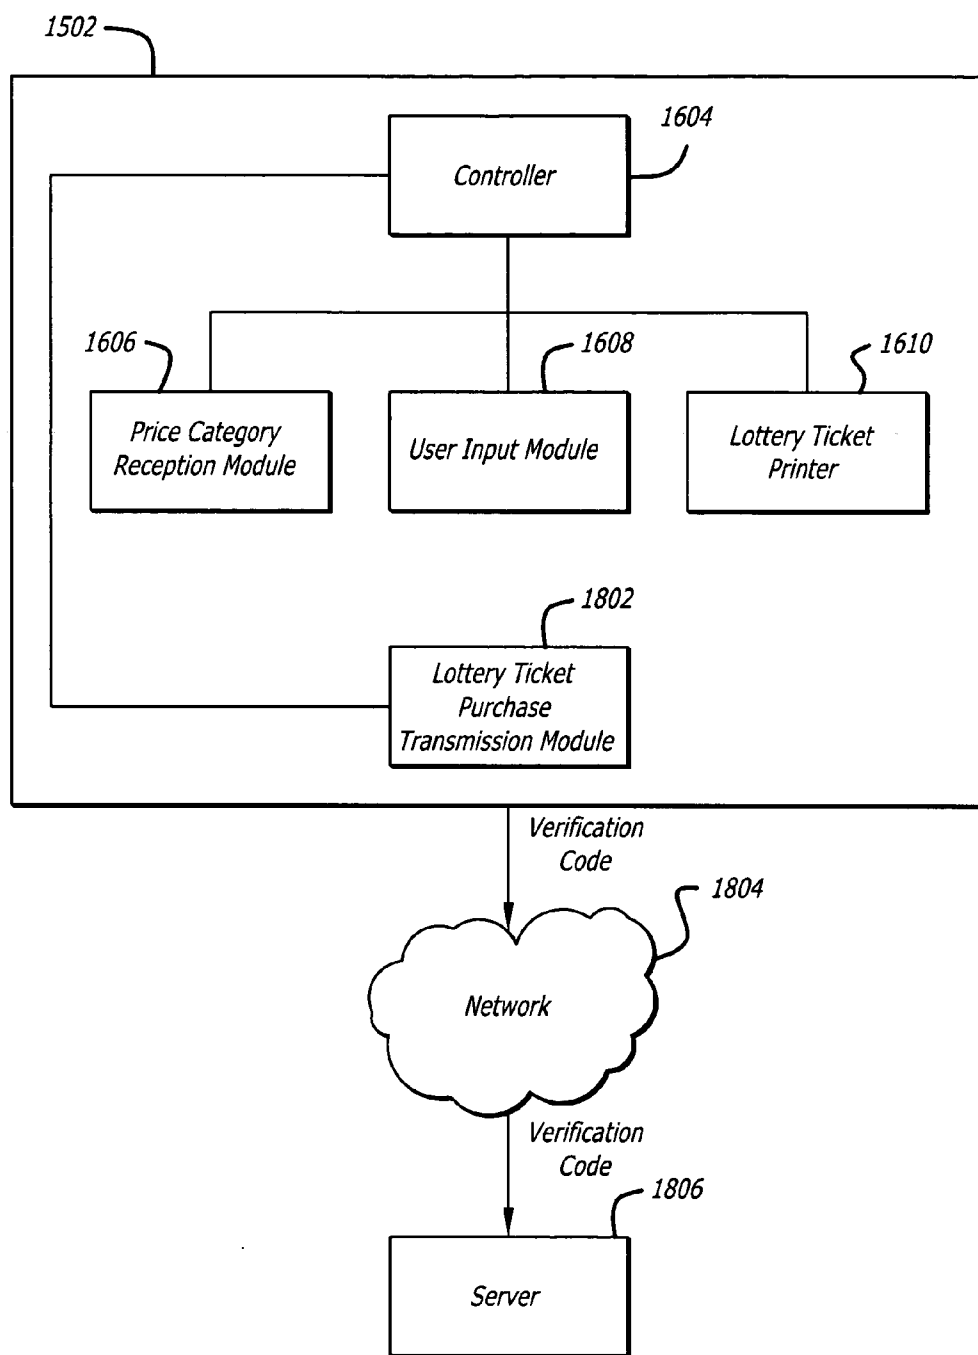 1502
1604
Controller
1606
1608
1610
Price Category
Reception Module
User Input Module
Lottery Ticket
Printer
1802
Lottery Ticket
Purchase
Transmission Module
Verification
Code
1804
Network
Verification
Code
1806
Server